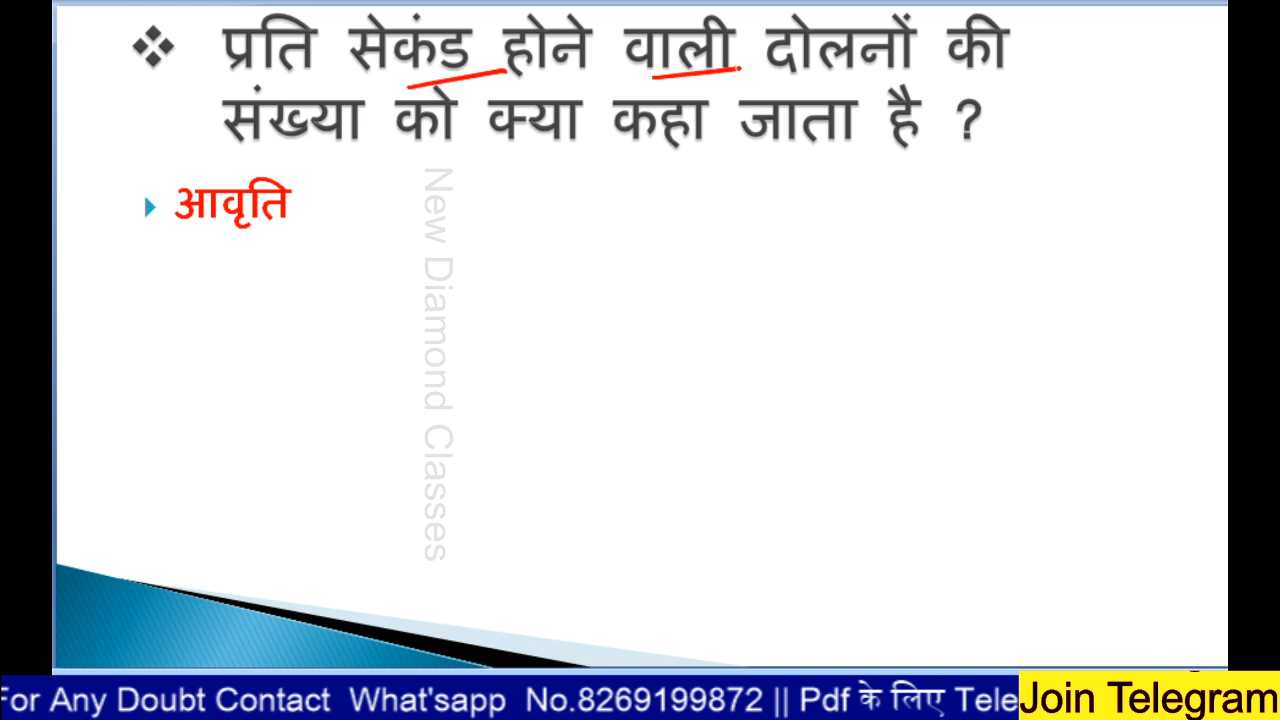 ❖ प्रति सेकंड होने वाली दोलनों की
संख्या को क्या कहा जाता है ?
आवृति
New Diamond Classes
For Any Doubt Contact What'sapp No.8269199872 || Pdf के लिए Tele
Join Telegram